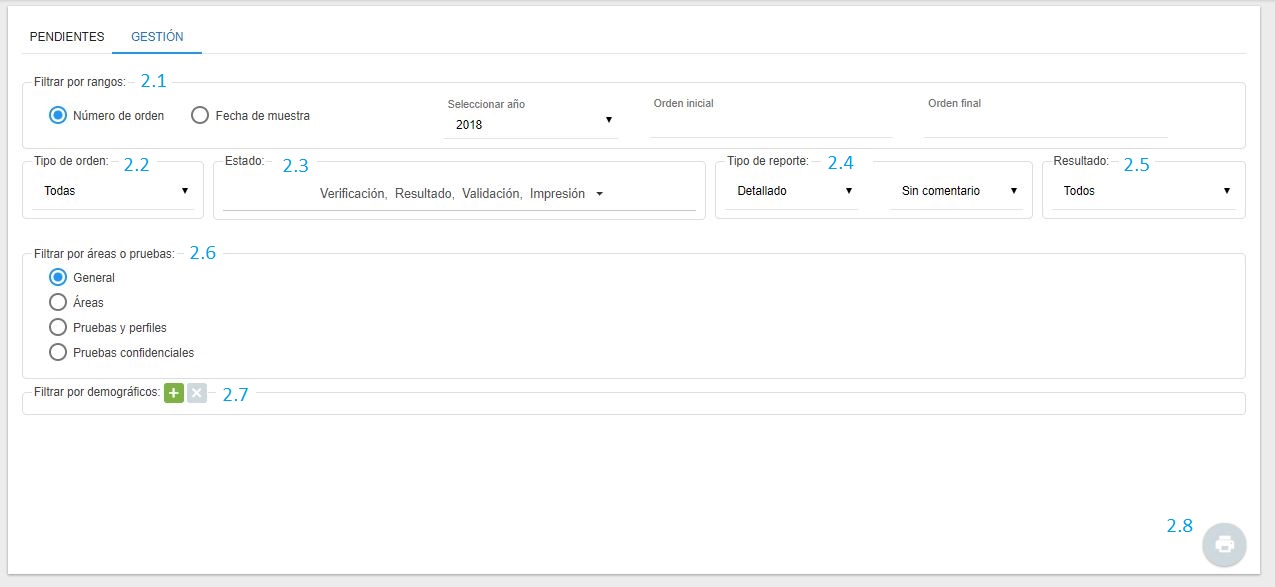 PENDIENTES GESTIÓN
Filtrar por rangos: 2.1
Número de orden Fecha de muestra Seleccionar año 2018 Orden inicial Orden final
Tipo de orden: 2.2 Estado: 2.3 Tipo de reporte: 2.4 Resultado: 2.5
Todas Verificación, Resultado, Validación, Impresión Detallado Sin comentario Todos
Filtrar por áreas o pruebas: 2.6
General
Áreas
Pruebas y perfiles
Pruebas confidenciales
Filtrar por demográficos: 2.7
2.8